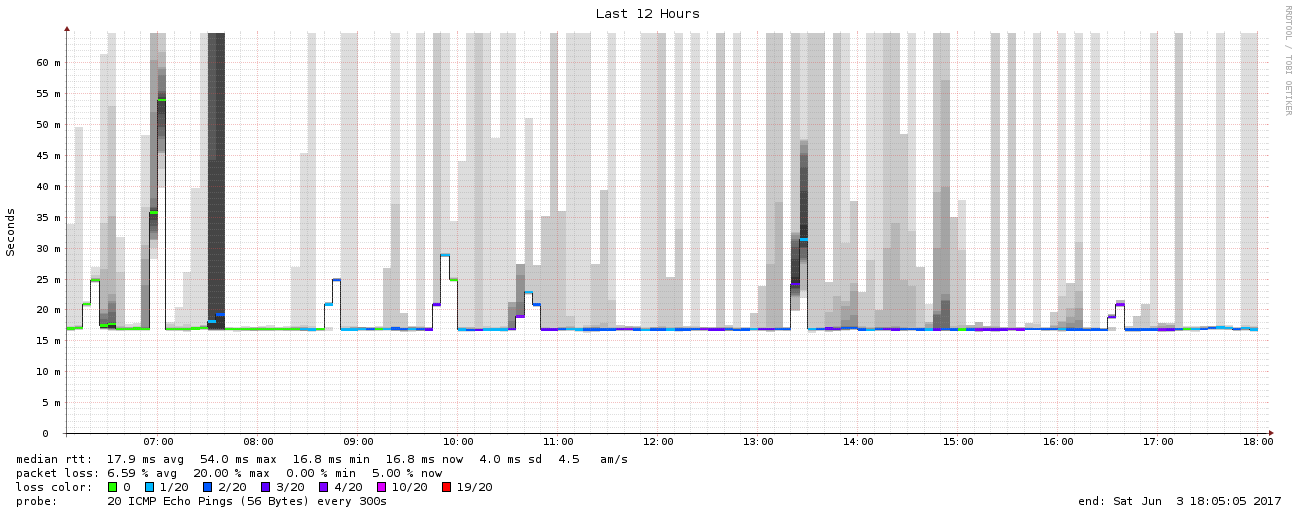 Last 12 Hours
RRDTOOL / TOBI OETIKER
Seconds
60 m
55 m
50 m
45 m
40 m
35 m
30 m
25 m
20 m
15 m
10 m
5 m
0
07:00 08:00 09:00 10:00 11:00 12:00 13:00 14:00 15:00 16:00 17:00 18:00
median rtt: 17.9 ms avg 54.0 ms max 16.8 ms min 16.8 ms now 4.0 ms sd 4.5 am/s
packet loss: 6.59 % avg 20.00 % max 0.00 % min 5.00 % now
loss color: 0 1/20 2/20 3/20 4/20 10/20 19/20
probe: 20 ICMP Echo Pings (56 Bytes) every 300s end: Sat Jun 3 18:05:05 2017